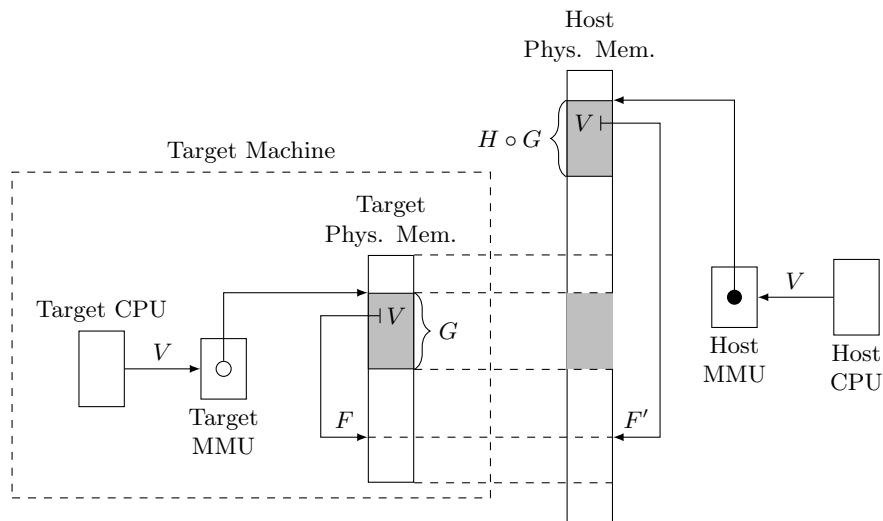 Host
Phys. Mem.
V
H ∘ G
Target Machine
Target
Phys. Mem.
V
Target CPU
V
G
V
Host
MMU
Host
CPU
Target
MMU
F
F′